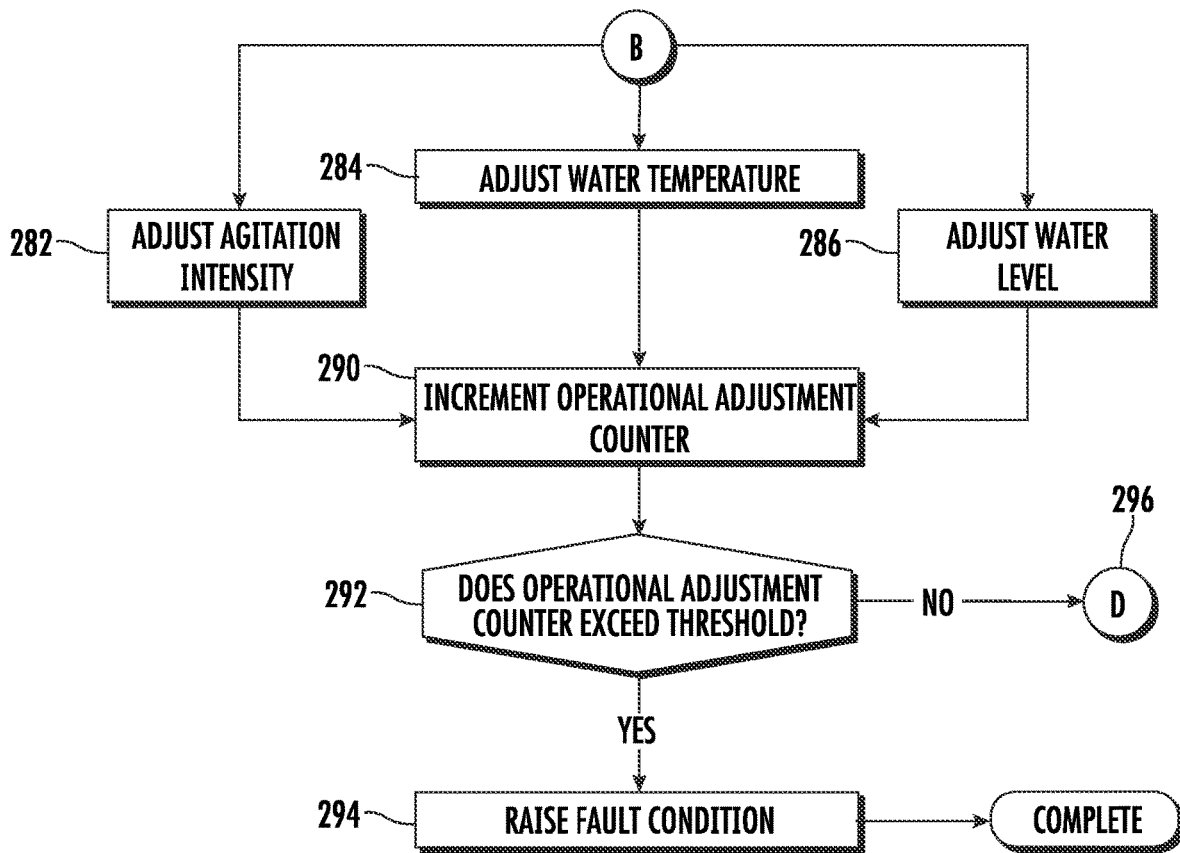 B
284
ADJUST WATER TEMPERATURE
282
ADJUST AGITATION
INTENSITY
286
ADJUST WATER
LEVEL
290
INCREMENT OPERATIONAL ADJUSTMENT
COUNTER
292
DOES OPERATIONAL ADJUSTMENT
COUNTER EXCEED THRESHOLD?
NO
296
D
YES
294
RAISE FAULT CONDITION
COMPLETE